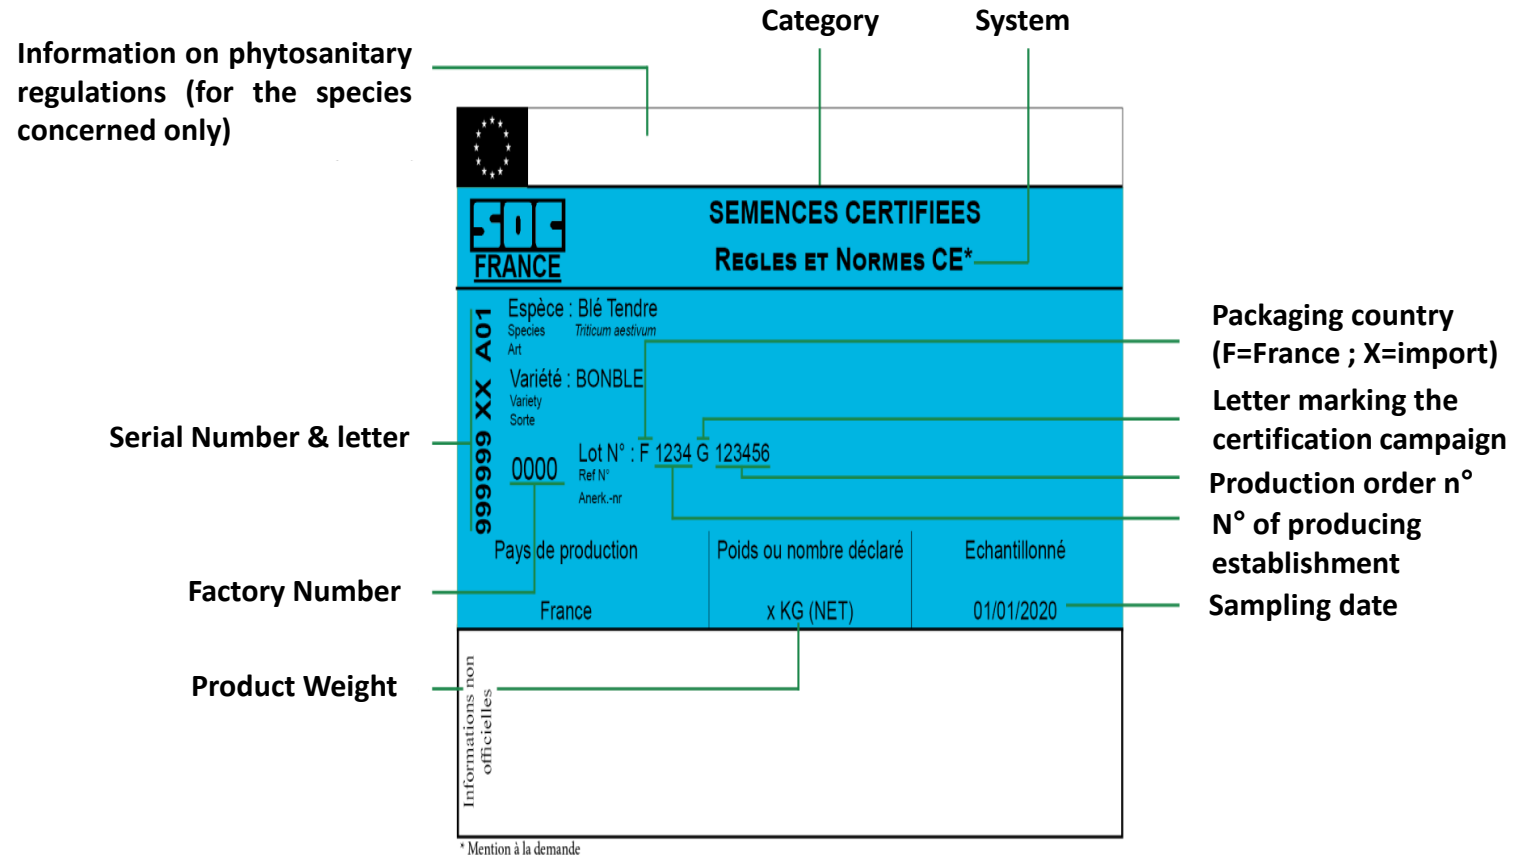 Category
System
Information on phytosanitary
regulations (for the species
concerned only)
SOC
FRANCE
SEMENCES CERTIFIEES
REGLES ET NORMES CE*
999999 XX A01
Espèce : Blé Tendre
Species Triticum aestivum
Art
Variété : BONBLE
Variety
Sorte
0000
Lot N° : F 1234 G 123456
Ref N°
Anerk.-nr
Pays de production
Poids ou nombre déclaré
Echantillonné
France
x KG (NET)
01/01/2020
Informations non
officielles
* Mention à la demande
Serial Number & letter
Factory Number
Product Weight
Packaging country
(F=France ; X=import)
Letter marking the
certification campaign
Production order n°
N° of producing
establishment
Sampling date